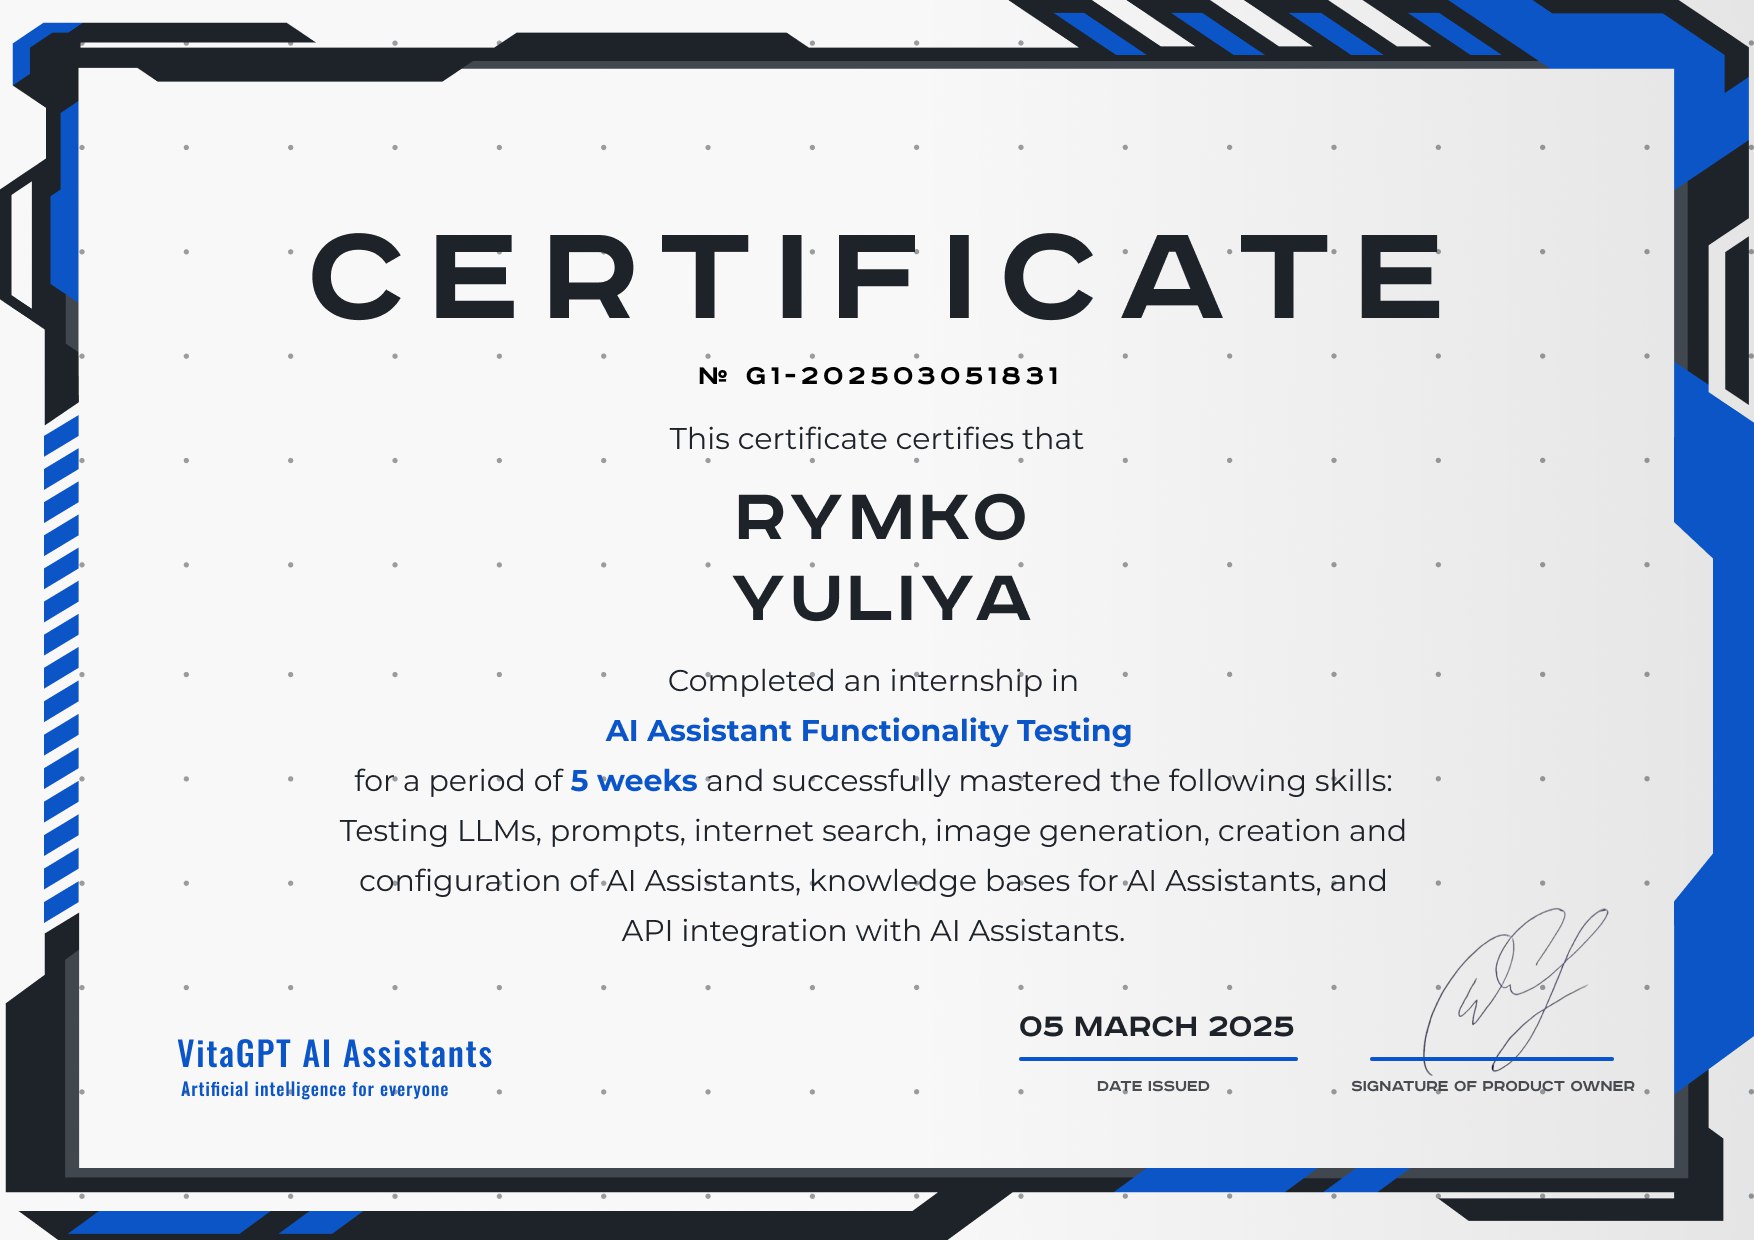 CERTIFICATE
№ G1-202503051831
This certificate certifies that
RYMKO
YULIYA
Completed an internship in
AI Assistant Functionality Testing
for a period of 5 weeks and successfully mastered the following skills:
Testing LLMs, prompts, internet search, image generation, creation and
configuration of AI Assistants, knowledge bases for AI Assistants, and
API integration with AI Assistants.
05 MARCH 2025
DATE ISSUED
SIGNATURE OF PRODUCT OWNER
VitaGPT AI Assistants
Artificial intelligence for everyone